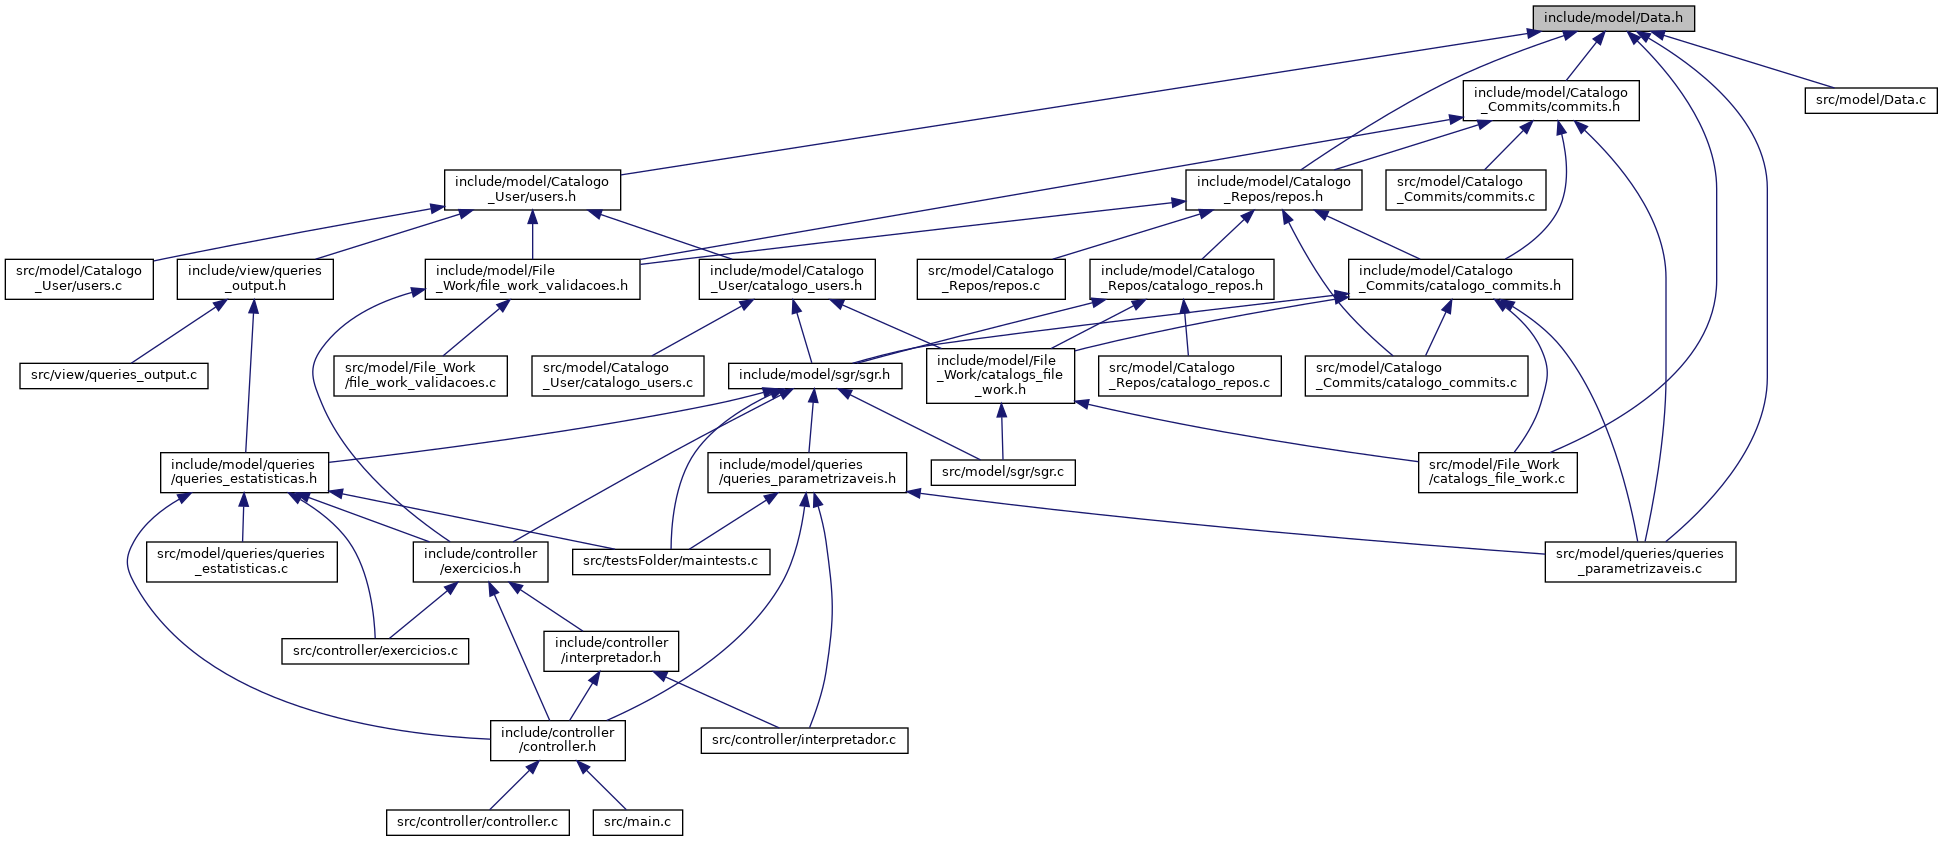 include/model/Data.h
include/model/Catalogo
_Commits/commits.h
src/model/Data.c
include/model/Catalogo
_User/users.h
include/model/Catalogo
_Repos/repos.h
src/model/Catalogo
_Commits/commits.c
src/model/Catalogo
_User/users.c
include/view/queries
_output.h
include/model/File
_Work/file_work_validacoes.h
include/model/Catalogo
_User/catalogo_users.h
src/model/Catalogo
_Repos/repos.c
include/model/Catalogo
_Repos/catalogo_repos.h
include/model/Catalogo
_Commits/catalogo_commits.h
src/view/queries_output.c
src/model/File_Work
/file_work_validacoes.c
src/model/Catalogo
_User/catalogo_users.c
include/model/sgr/sgr.h
include/model/File
_Work/catalogs_file
_work.h
src/model/Catalogo
_Repos/catalogo_repos.c
src/model/Catalogo
_Commits/catalogo_commits.c
include/model/queries
/queries_estatisticas.h
include/model/queries
/queries_parametrizaveis.h
src/model/sgr/sgr.c
src/model/File_Work
/catalogs_file_work.c
src/model/queries/queries
_estatisticas.c
include/controller
/exercicios.h
src/testsFolder/maintests.c
src/model/queries/queries
_parametrizaveis.c
src/controller/exercicios.c
include/controller
/interpretador.h
include/controller
/controller.h
src/controller/interpretador.c
src/controller/controller.c
src/main.c